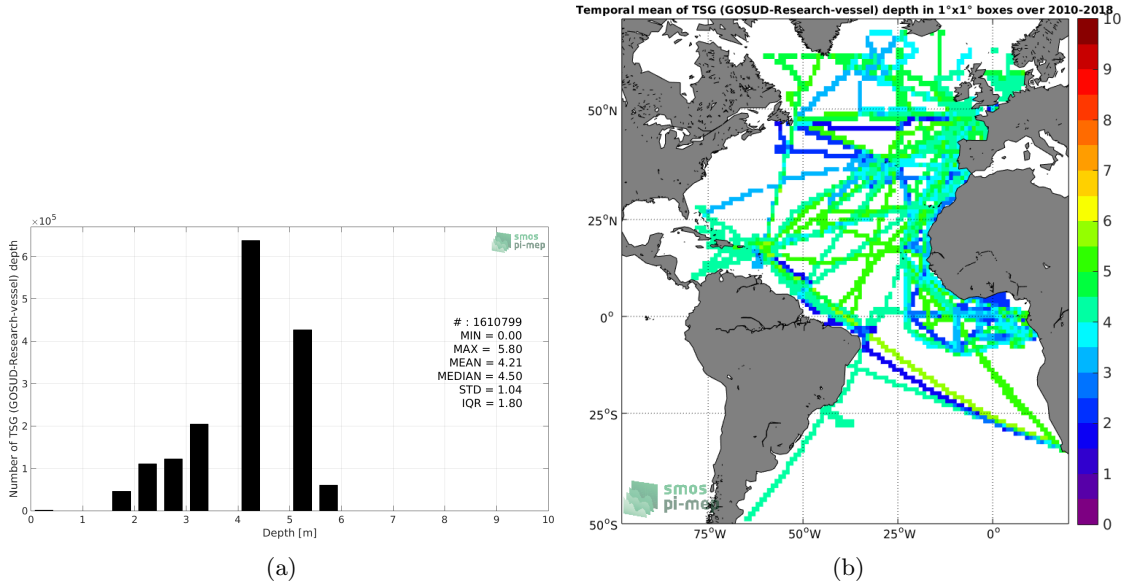 Temporal mean of TSG (GOSUD-Research-vessel) depth in 1°x1° boxes over 2010-2018
×10⁵
6
5
4
3
2
1
0
Number of TSG (GOSUD-Research-vessel) depth
smos
pi-mep
# : 1610799
MIN = 0.00
MAX = 5.80
MEAN = 4.21
MEDIAN = 4.50
STD = 1.04
IQR = 1.80
0 1 2 3 4 5 6 7 8 9 10
Depth [m]
(a)
50°N
25°N
0°
25°S
50°S
75°W 50°W 25°W 0°
smos
pi-mep
10
9
8
7
6
5
4
3
2
1
0
(b)